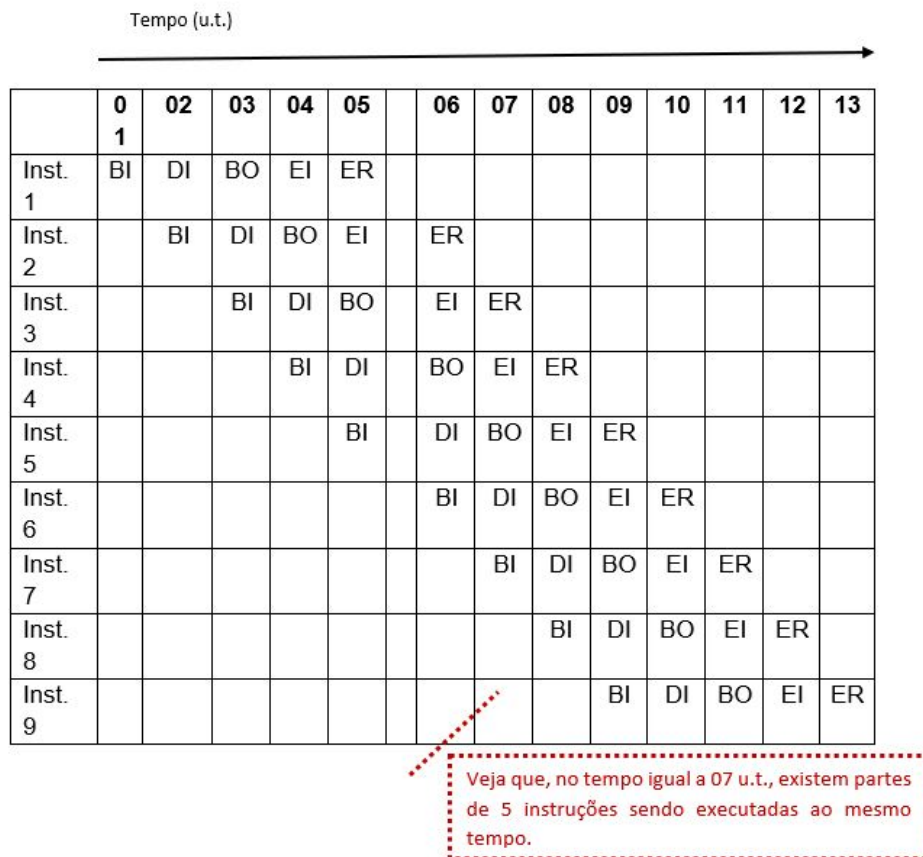 Tempo (u.t.)
0 02 03 04 05 06 07 08 09 10 11 12 13
1
Inst. BI DI BO EI ER
1
Inst. BI DI BO EI ER
2
Inst. BI DI BO EI ER
3
Inst. BI DI BO EI ER
4
Inst. BI DI BO EI ER
5
Inst. BI DI BO EI ER
6
Inst. BI DI BO EI ER
7
Inst. BI DI BO EI ER
8
Inst. BI DI BO EI ER
9
Veja que, no tempo igual a 07 u.t., existem partes
de 5 instruções sendo executadas ao mesmo
tempo.